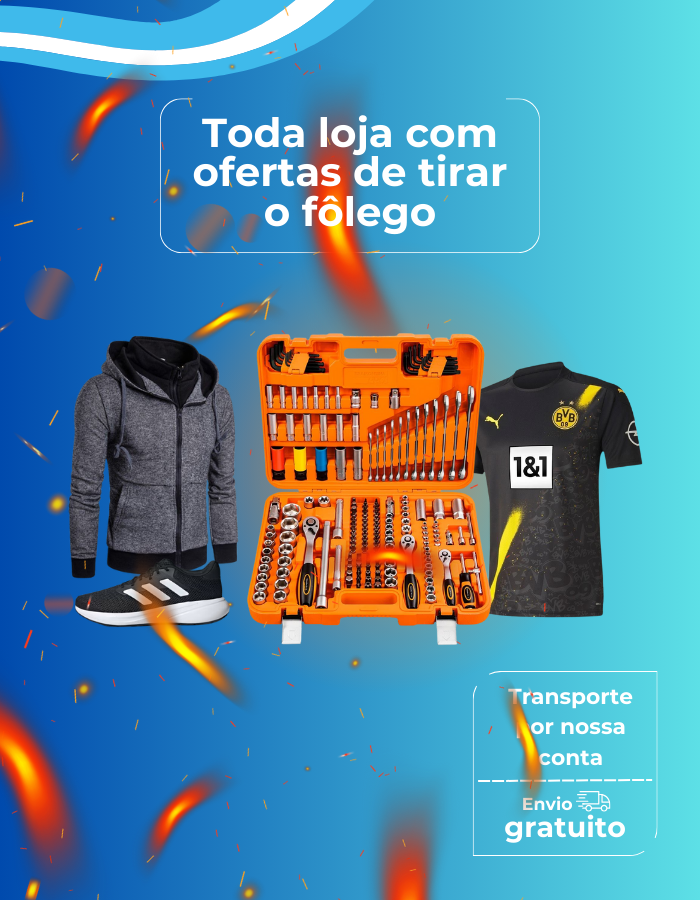 Toda loja com
ofertas de tirar
o fôlego
BVB
09
1&1
Transporte
por nossa
conta
Envio
gratuito